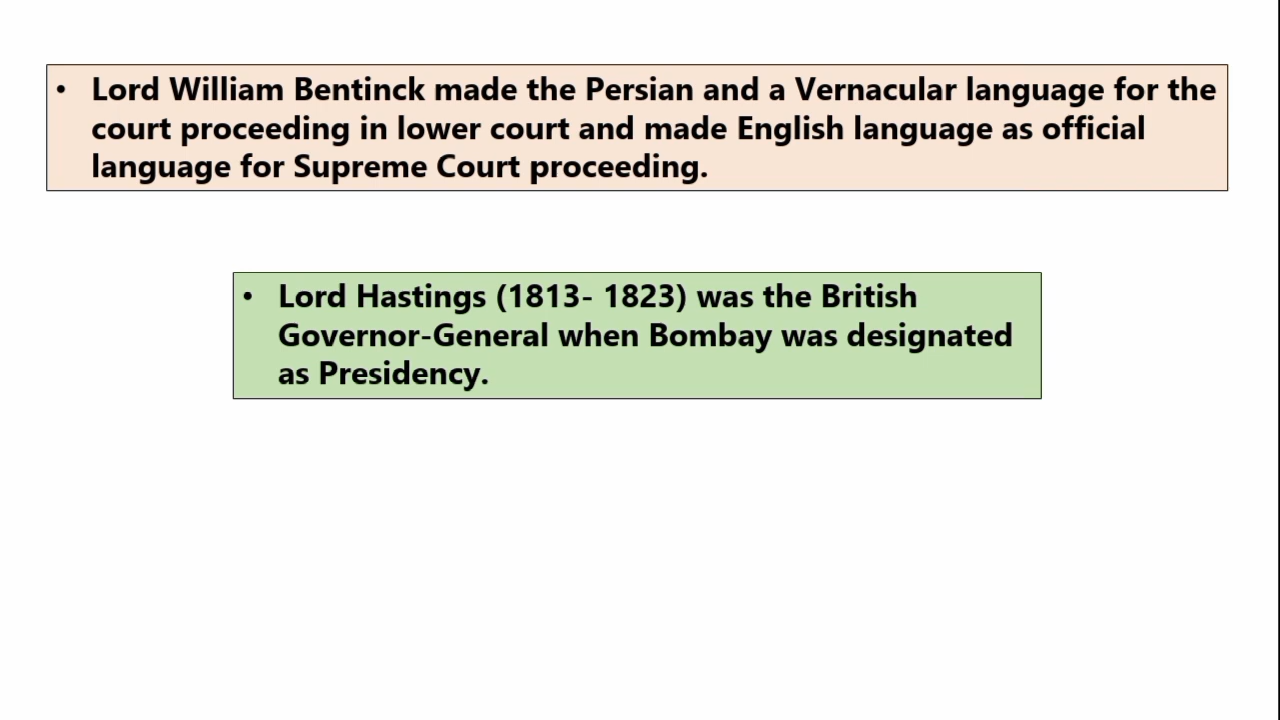 • Lord William Bentinck made the Persian and a Vernacular language for the
court proceeding in lower court and made English language as official
language for Supreme Court proceeding.
• Lord Hastings (1813- 1823) was the British
Governor-General when Bombay was designated
as Presidency.